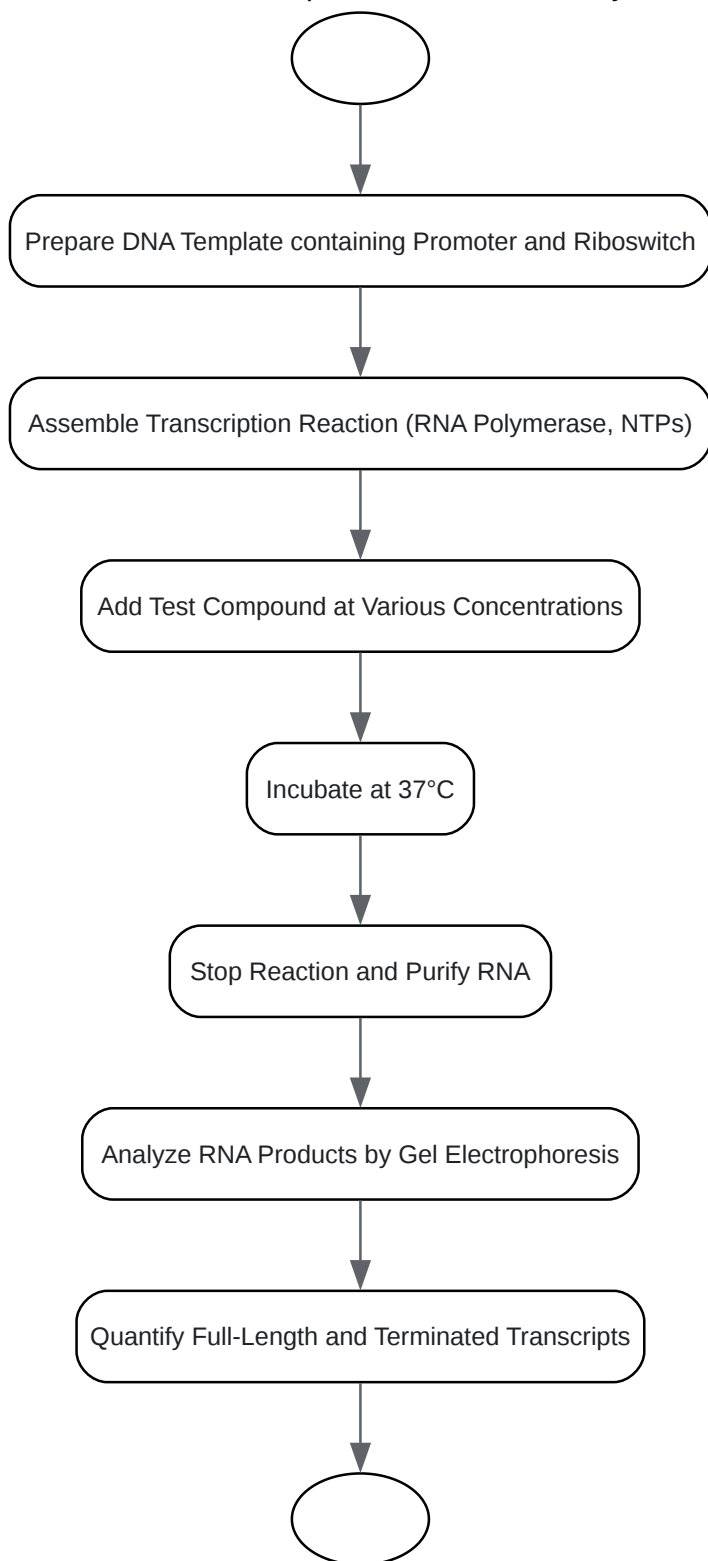 Prepare DNA Template containing Promoter and Riboswitch
Assemble Transcription Reaction (RNA Polymerase, NTPs)
Add Test Compound at Various Concentrations
Incubate at 37°C
Stop Reaction and Purify RNA
Analyze RNA Products by Gel Electrophoresis
Quantify Full-Length and Terminated Transcripts